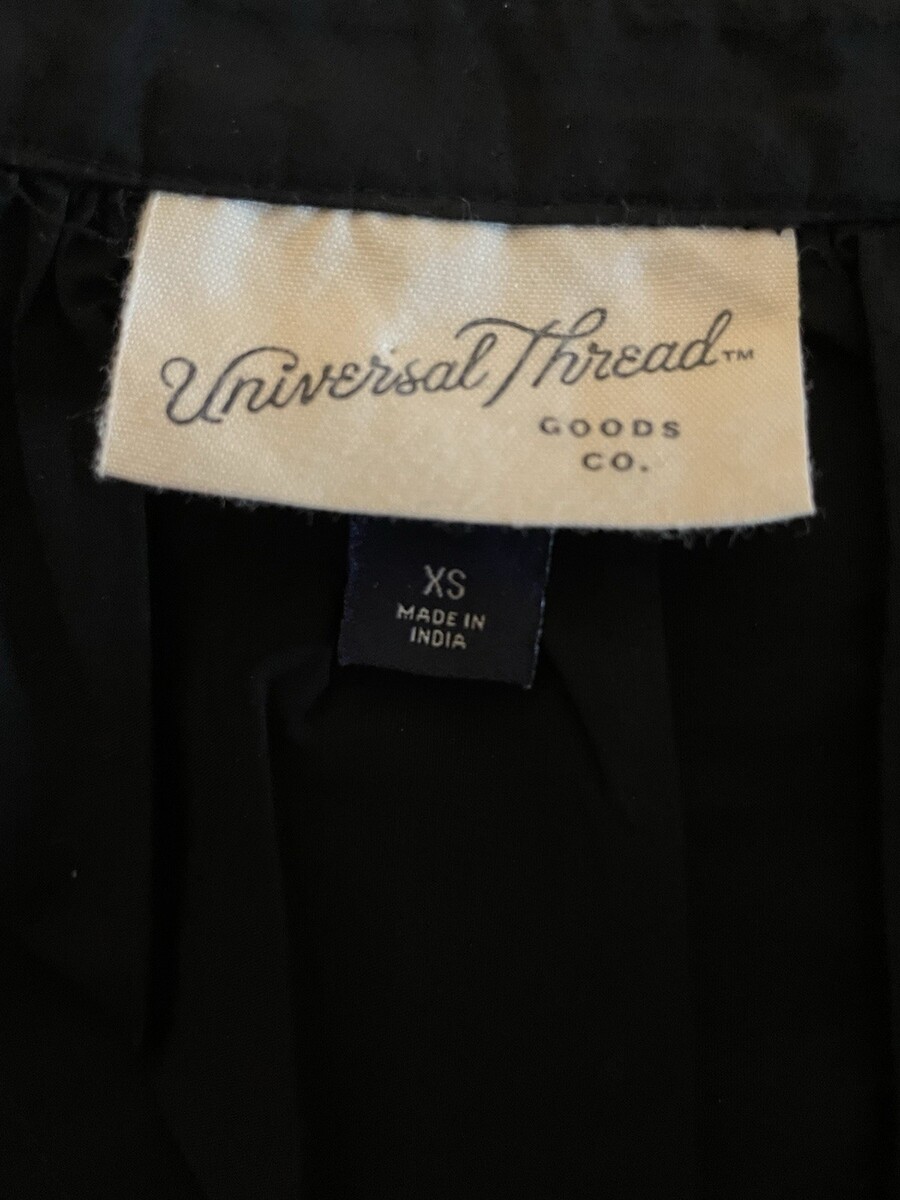 Universal Thread™
GOODS
CO.
XS
MADE IN
INDIA